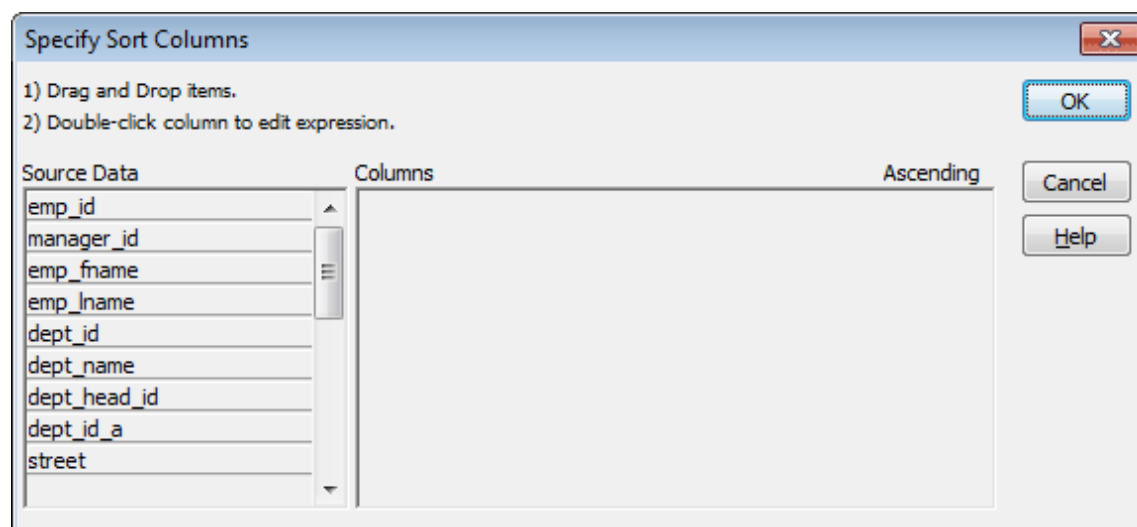 Specify Sort Columns
1) Drag and Drop items.
2) Double-click column to edit expression.
OK
Source Data
Columns
Ascending
Cancel
Help
emp_id
manager_id
emp_fname
emp_lname
dept_id
dept_name
dept_head_id
dept_id_a
street